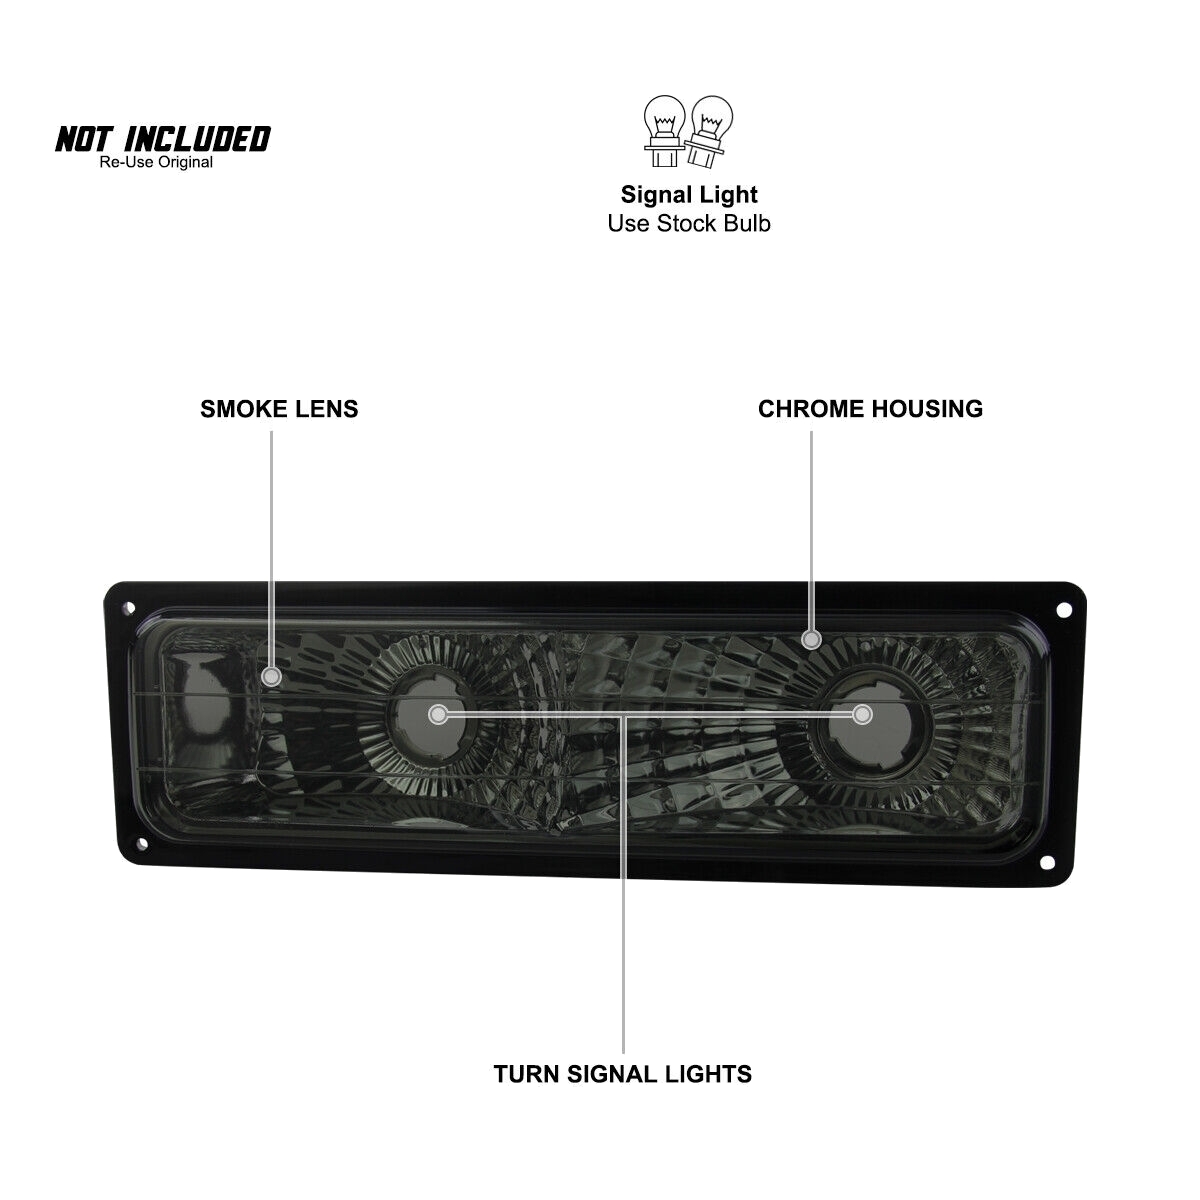 NOT INCLUDED
Re-Use Original
Signal Light
Use Stock Bulb
SMOKE LENS
CHROME HOUSING
TURN SIGNAL LIGHTS